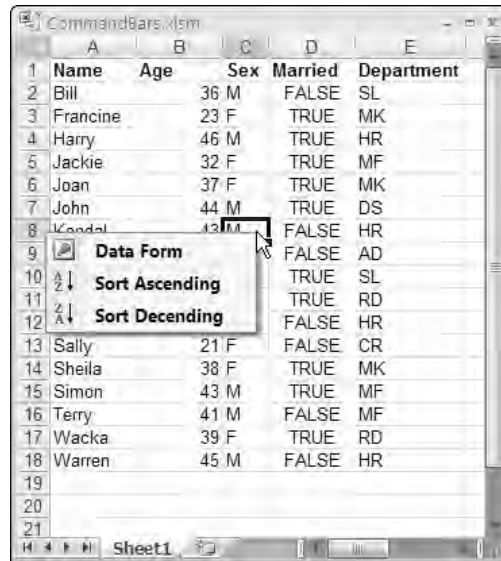 CommandBars.xlsm
A B C D E
1 Name Age Sex Married Department
2 Bill 36 M FALSE SL
3 Francine 23 F TRUE MK
4 Harry 46 M TRUE HR
5 Jackie 32 F TRUE MF
6 Joan 37 F TRUE MK
7 John 44 M TRUE DS
8 Kendal 43 M FALSE HR
9 FALSE AD
10 TRUE SL
11 TRUE RD
12 FALSE HR
Data Form
Sort Ascending
Sort Decending
13 Sally 21 F FALSE CR
14 Sheila 38 F TRUE MK
15 Simon 43 M TRUE MF
16 Terry 41 M FALSE MF
17 Wacka 39 F TRUE RD
18 Warren 45 M FALSE HR
19
20
21
Sheet1